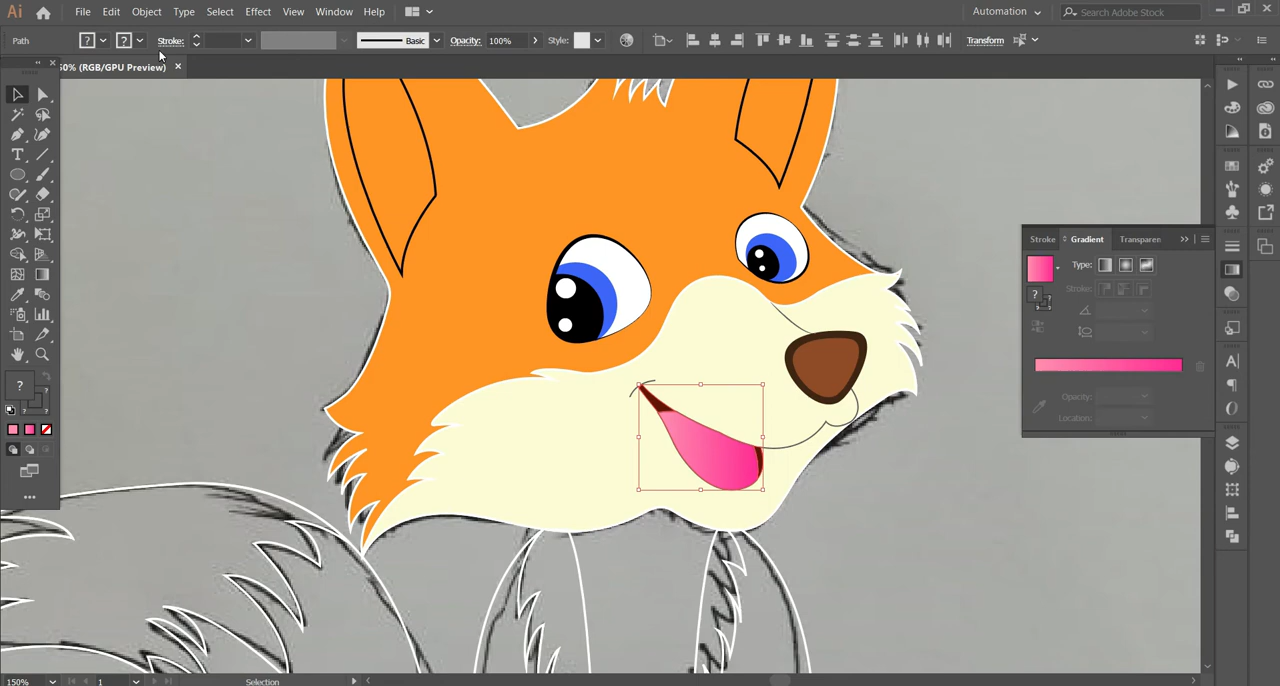 Ai File Edit Object Type Select Effect View Window Help Automation Search Adobe Stock
Path ? ? Stroke: Basic Opacity: 100% Style: Transform
50% (RGB/GPU Preview) ×
Stroke Gradient Transparen
Type:
Stroke:
?
Opacity:
Location:
?
?
?
150% 1 Selection